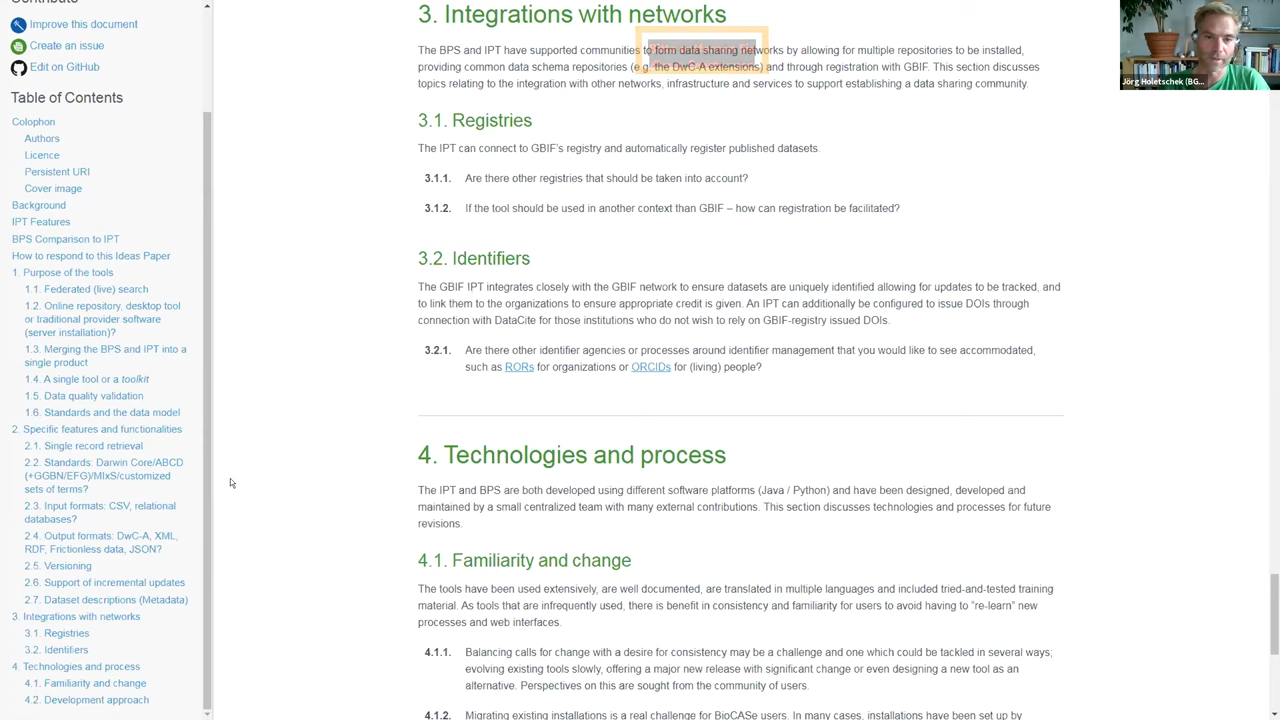 Contribute
Improve this document
Create an issue
Edit on GitHub
Table of Contents
Colophon
Authors
Licence
Persistent URI
Cover image
Background
IPT Features
BPS Comparison to IPT
How to respond to this Ideas Paper
1. Purpose of the tools
1.1. Federated (live) search
1.2. Online repository, desktop tool
or traditional provider software
(server installation)?
1.3. Merging the BPS and IPT into a
single product
1.4. A single tool or a toolkit
1.5. Data quality validation
1.6. Standards and the data model
2. Specific features and functionalities
2.1. Single record retrieval
2.2. Standards: Darwin Core/ABCD
(+GGBN/EFG)/MIxS/customized
sets of terms?
2.3. Input formats: CSV, relational
databases?
2.4. Output formats: DwC-A, XML,
RDF, Frictionless data, JSON?
2.5. Versioning
2.6. Support of incremental updates
2.7. Dataset descriptions (Metadata)
3. Integrations with networks
3.1. Registries
3.2. Identifiers
4. Technologies and process
4.1. Familiarity and change
4.2. Development approach
3. Integrations with networks
The BPS and IPT have supported communities to form data sharing networks by allowing for multiple repositories to be installed,
providing common data schema repositories (e.g. the DwC-A extensions) and through registration with GBIF. This section discusses
topics relating to the integration with other networks, infrastructure and services to support establishing a data sharing community.
3.1. Registries
The IPT can connect to GBIF's registry and automatically register published datasets.
3.1.1. Are there other registries that should be taken into account?
3.1.2. If the tool should be used in another context than GBIF – how can registration be facilitated?
3.2. Identifiers
The GBIF IPT integrates closely with the GBIF network to ensure datasets are uniquely identified allowing for updates to be tracked, and
to link them to the organizations to ensure appropriate credit is given. An IPT can additionally be configured to issue DOIs through
connection with DataCite for those institutions who do not wish to rely on GBIF-registry issued DOIs.
3.2.1. Are there other identifier agencies or processes around identifier management that you would like to see accommodated,
such as RORs for organizations or ORCIDs for (living) people?
4. Technologies and process
The IPT and BPS are both developed using different software platforms (Java / Python) and have been designed, developed and
maintained by a small centralized team with many external contributions. This section discusses technologies and processes for future
revisions.
4.1. Familiarity and change
The tools have been used extensively, are well documented, are translated in multiple languages and included tried-and-tested training
material. As tools that are infrequently used, there is benefit in consistency and familiarity for users to avoid having to "re-learn" new
processes and web interfaces.
4.1.1. Balancing calls for change with a desire for consistency may be a challenge and one which could be tackled in several ways;
evolving existing tools slowly, offering a major new release with significant change or even designing a new tool as an
alternative. Perspectives on this are sought from the community of users.
4.1.2. Migrating existing installations is a real challenge for BioCASe users. In many cases, installations have been set up by
Jörg Holetschek (BG...